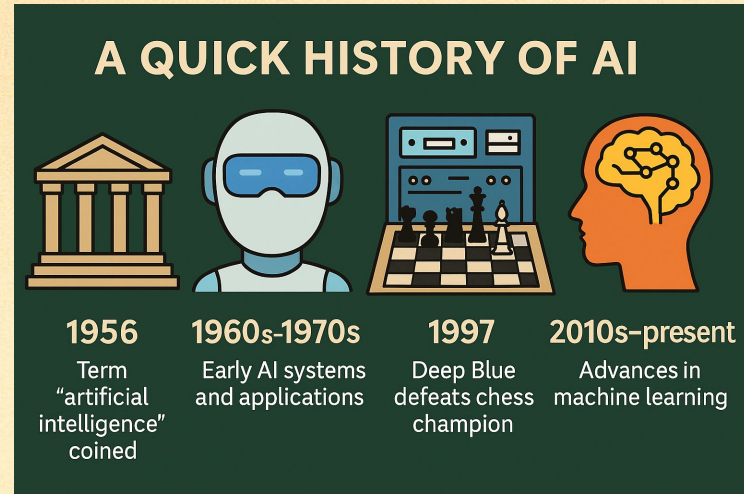 A QUICK HISTORY OF AI
1956
Term
“artificial
intelligence”
coined
1960s-1970s
Early AI systems
and applications
1997
Deep Blue
defeats chess
champion
2010s–present
Advances in
machine learning